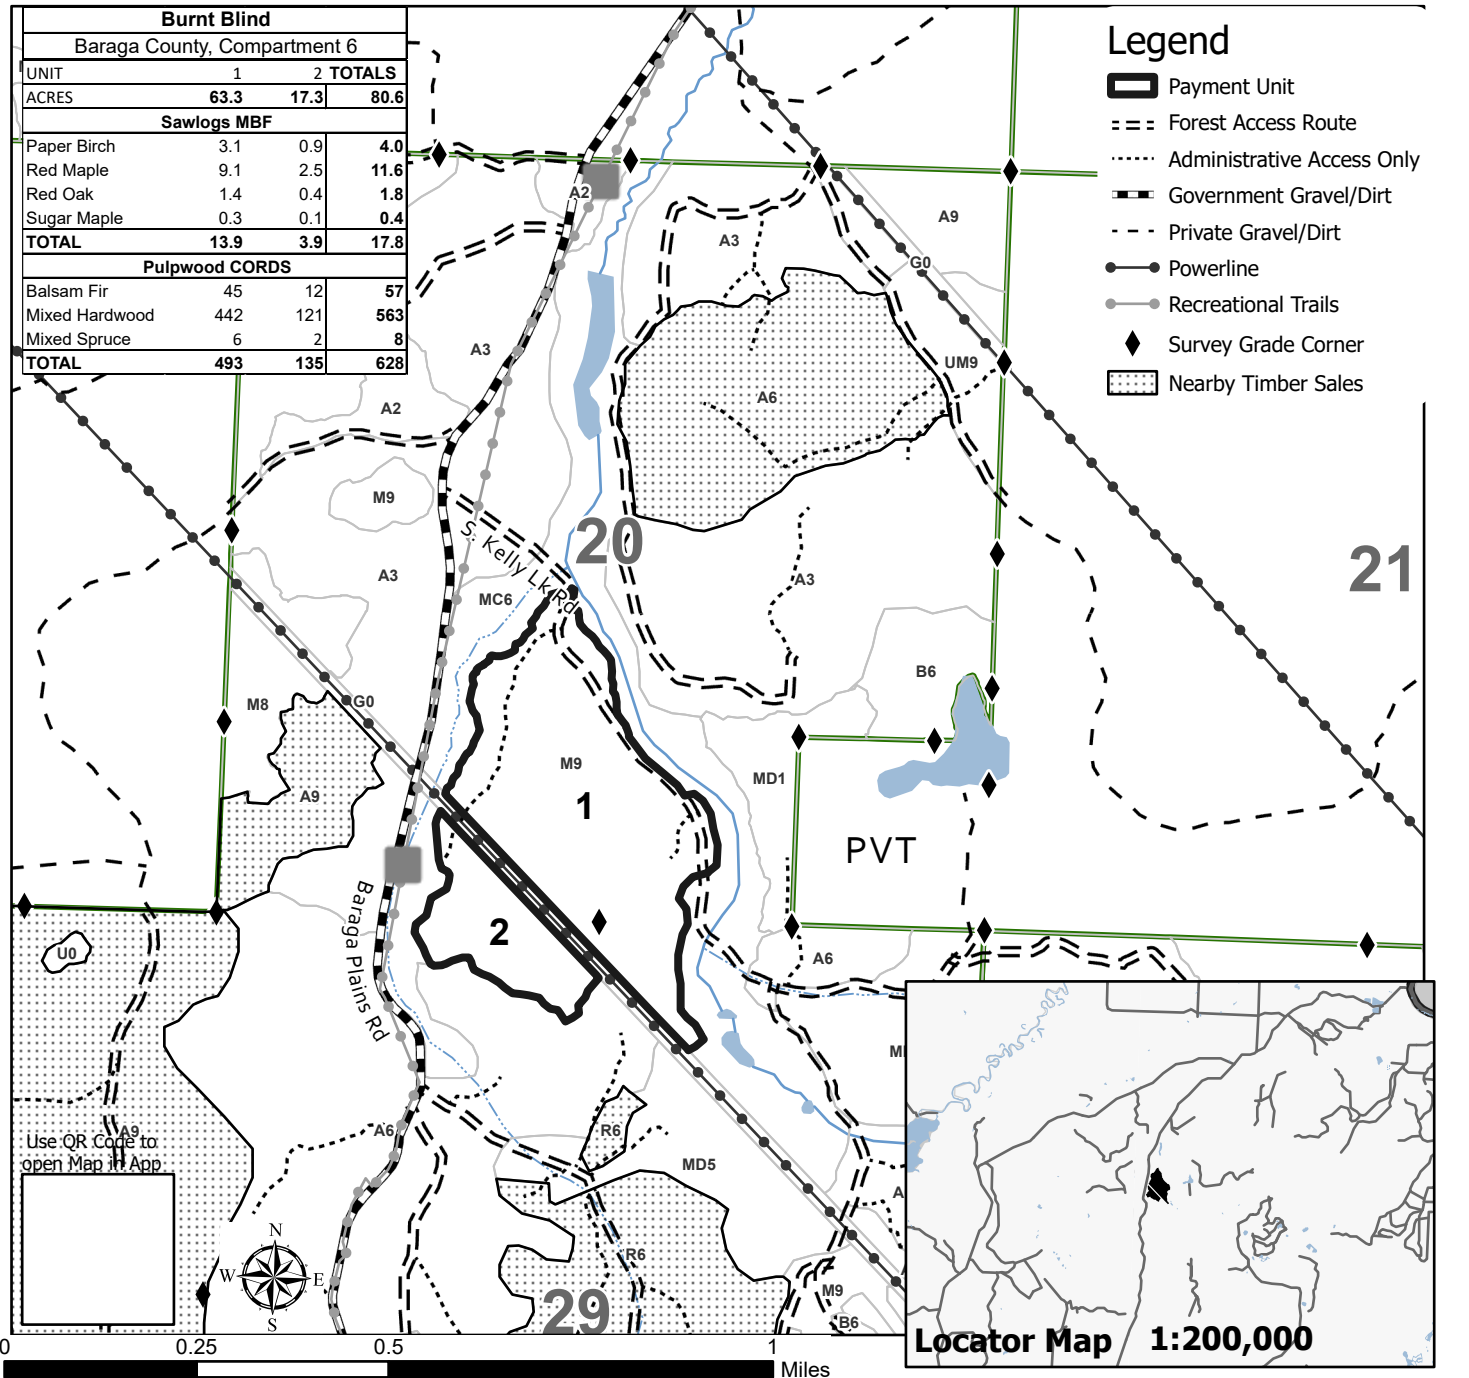 Burnt Blind
Baraga County, Compartment 6
UNIT 1 2 TOTALS
ACRES 63.3 17.3 80.6
Sawlogs MBF
Paper Birch 3.1 0.9 4.0
Red Maple 9.1 2.5 11.6
Red Oak 1.4 0.4 1.8
Sugar Maple 0.3 0.1 0.4
TOTAL 13.9 3.9 17.8
Pulpwood CORDS
Balsam Fir 45 12 57
Mixed Hardwood 442 121 563
Mixed Spruce 6 2 8
TOTAL 493 135 628
Legend
Payment Unit
Forest Access Route
Administrative Access Only
Government Gravel/Dirt
Private Gravel/Dirt
Powerline
Recreational Trails
Survey Grade Corner
Nearby Timber Sales
A2
A9
A3
G0
A3
UM9
A6
A2
M9
S. Kelly Lk Rd
20
21
A3
MC6
A3
B6
M8
G0
M9
MD1
A9
1
PVT
2
Baraga Plains Rd
U0
A6
A9
A6
R6
MD5
R6
M9
B6
29
Use QR Code to
open Map in App
N
W E
S
Locator Map 1:200,000
0 0.25 0.5 1
Miles